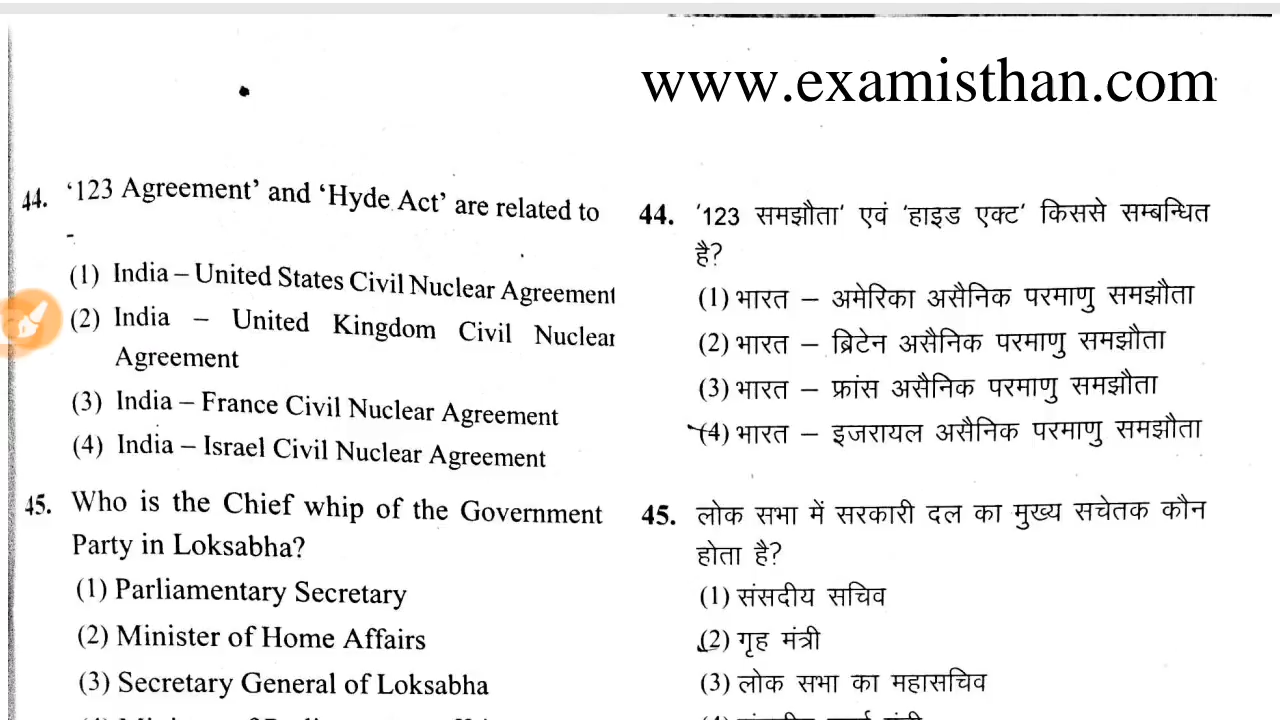 www.examisthan.com
44. '123 Agreement' and 'Hyde Act' are related to
-
(1) India – United States Civil Nuclear Agreement
(2) India – United Kingdom Civil Nuclear
Agreement
(3) India – France Civil Nuclear Agreement
(4) India – Israel Civil Nuclear Agreement
45. Who is the Chief whip of the Government
Party in Loksabha?
(1) Parliamentary Secretary
(2) Minister of Home Affairs
(3) Secretary General of Loksabha
44. '123 समझौता' एवं 'हाइड एक्ट' किससे सम्बन्धित
है?
(1) भारत – अमेरिका असैनिक परमाणु समझौता
(2) भारत – ब्रिटेन असैनिक परमाणु समझौता
(3) भारत – फ्रांस असैनिक परमाणु समझौता
(4) भारत – इजरायल असैनिक परमाणु समझौता
45. लोक सभा में सरकारी दल का मुख्य सचेतक कौन
होता है?
(1) संसदीय सचिव
(2) गृह मंत्री
(3) लोक सभा का महासचिव